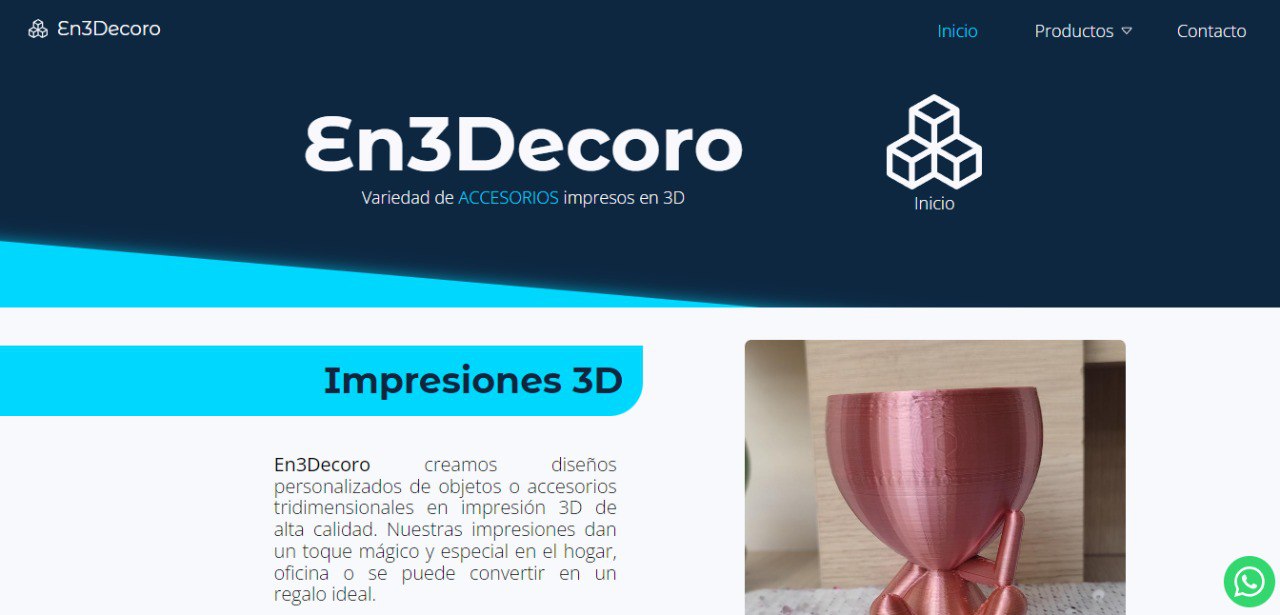 En3Decoro
Inicio
Productos
Contacto
En3Decoro
Variedad de ACCESORIOS impresos en 3D
Inicio
Impresiones 3D
En3Decoro creamos diseños
personalizados de objetos o accesorios
tridimensionales en impresión 3D de
alta calidad. Nuestras impresiones dan
un toque mágico y especial en el hogar,
oficina o se puede convertir en un
regalo ideal.